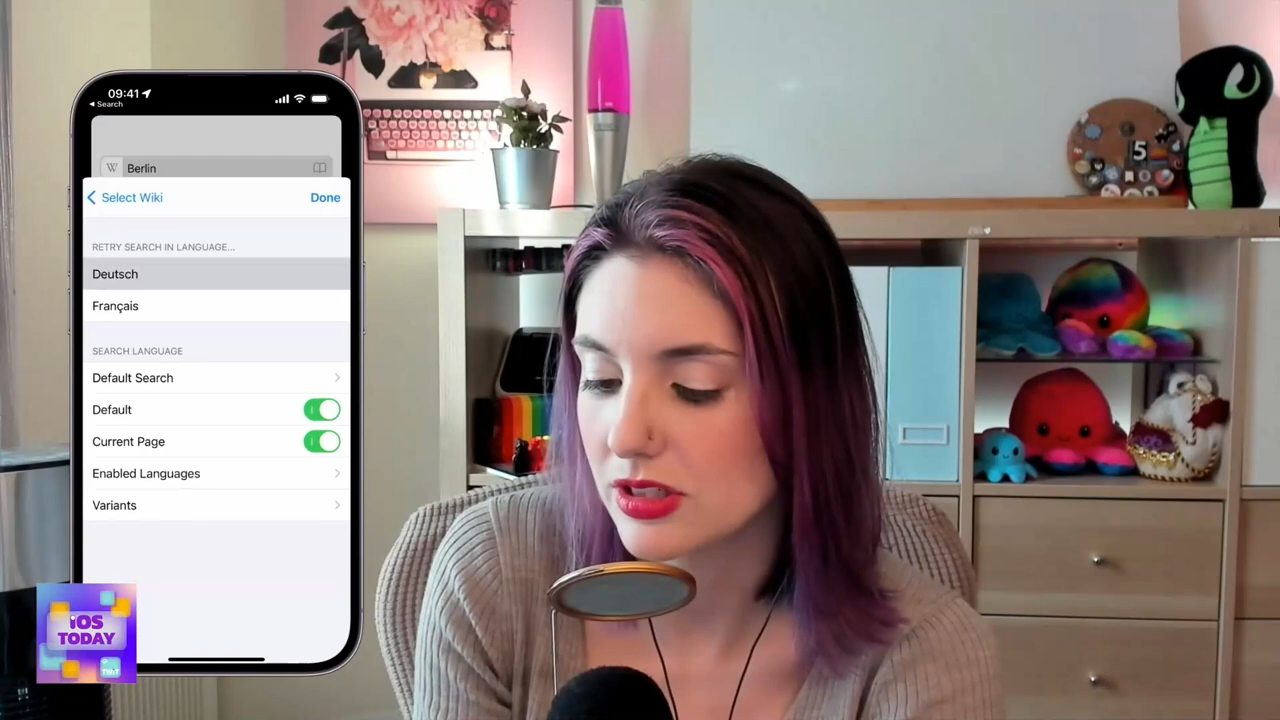 09:41
Search
W Berlin
Select Wiki
Done
RETRY SEARCH IN LANGUAGE...
Deutsch
Français
SEARCH LANGUAGE
Default Search
Default
Current Page
Enabled Languages
Variants
iOS
TODAY
TWiT
5